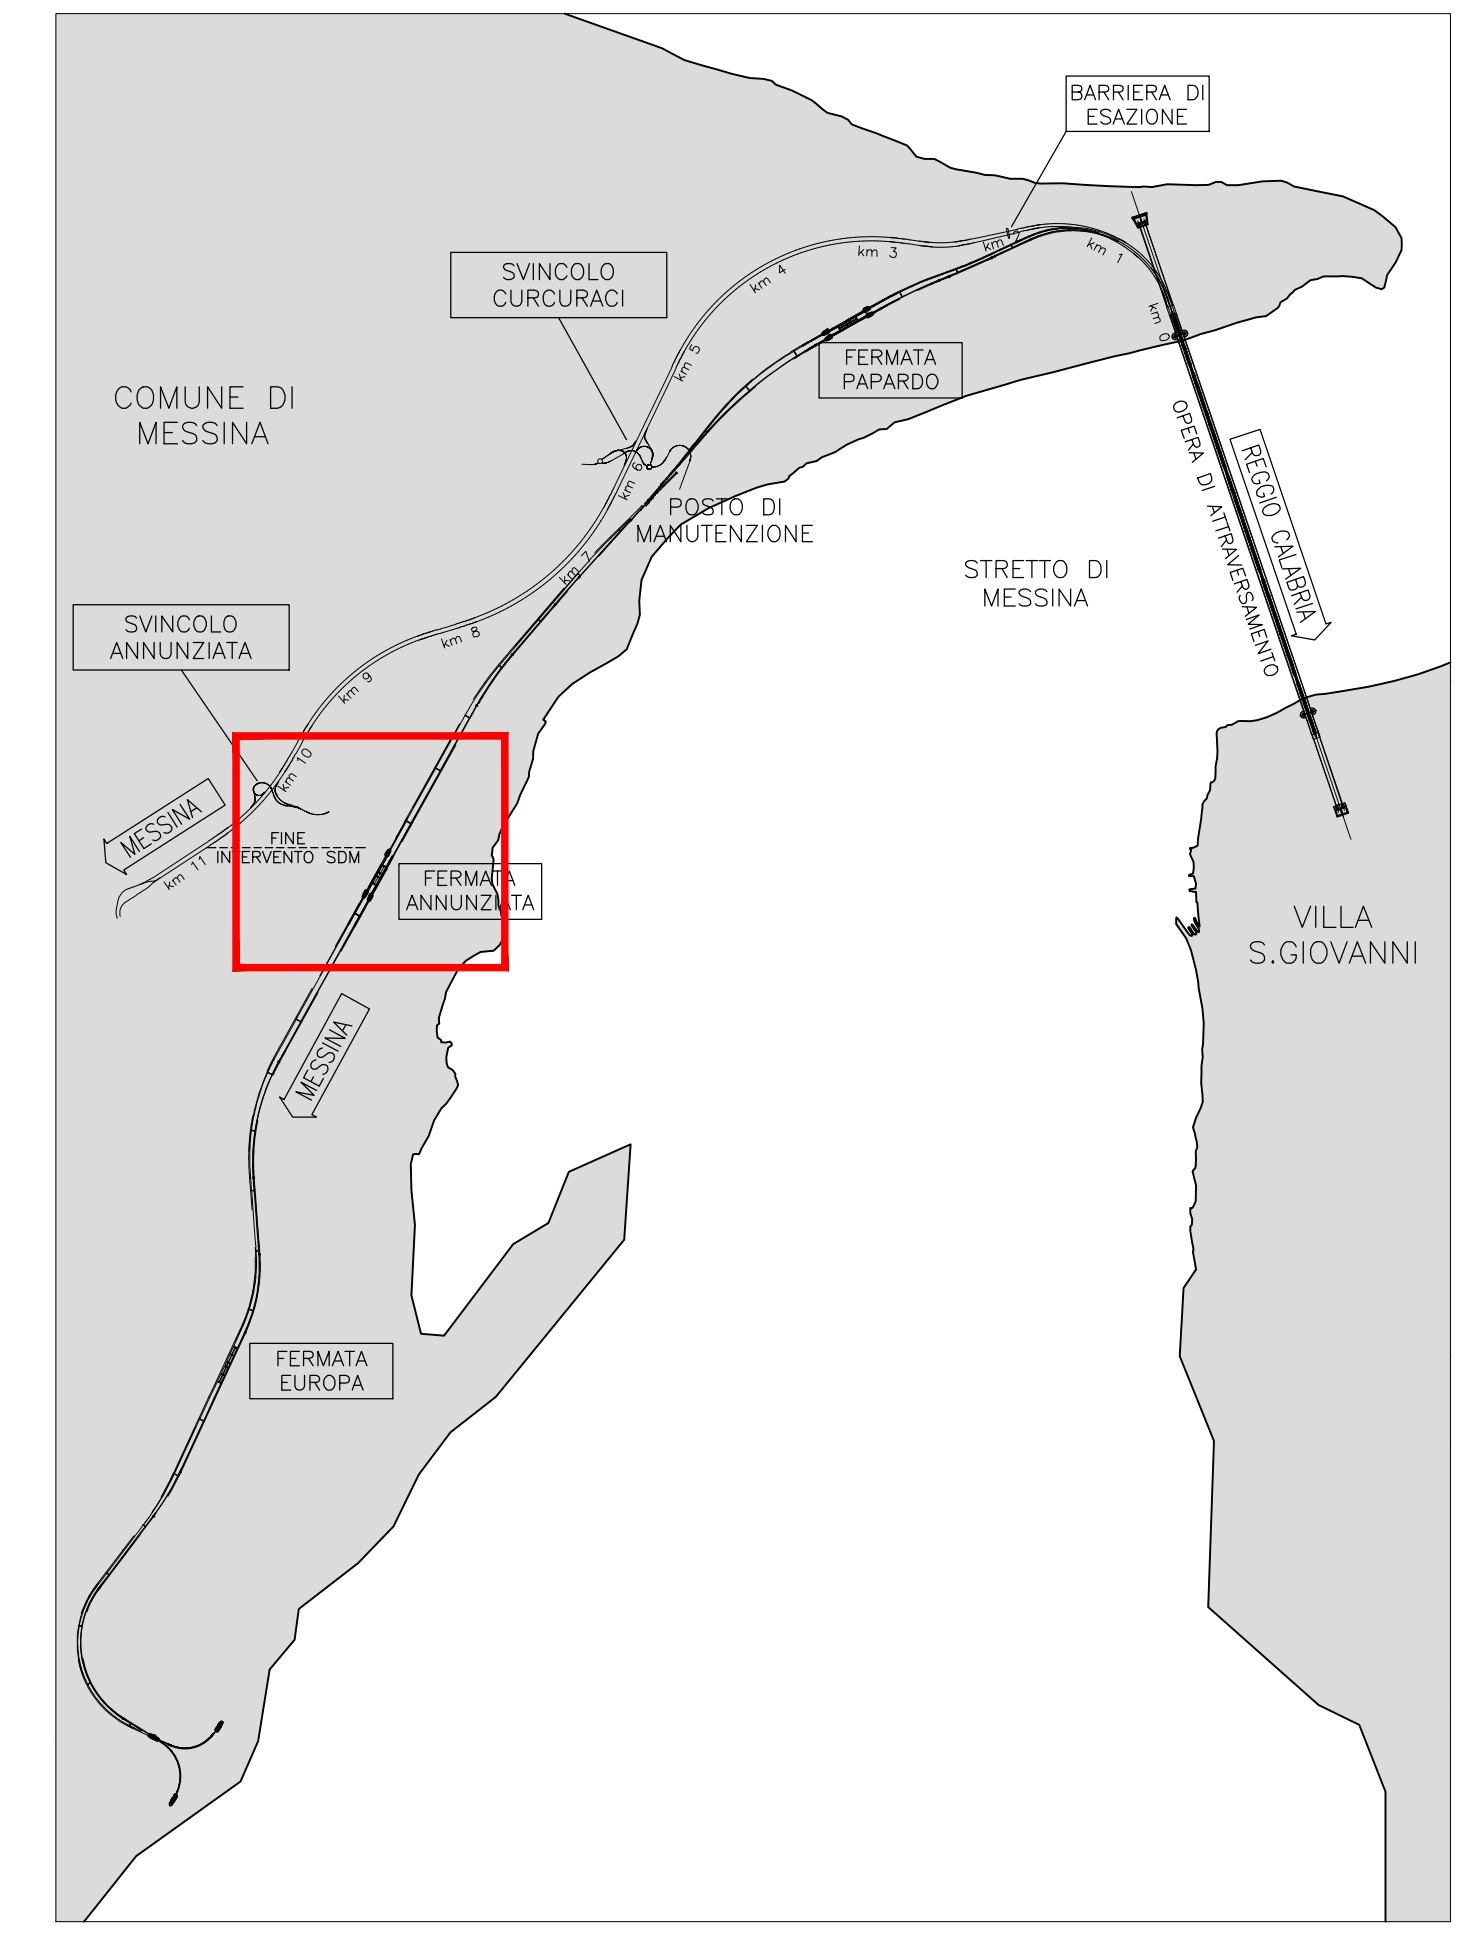 BARRIERA DI
ESAZIONE
SVINCOLO
CURCURACI
km 0
km 1
km 2
km 3
km 4
km 5
km 6
km 7
km 8
km 9
km 10
km 11
FERMATA
PAPARDO
COMUNE DI
MESSINA
POSTO DI
MANUTENZIONE
STRETTO DI
MESSINA
OPERA DI ATTRAVERSAMENTO
REGGIO CALABRIA
SVINCOLO
ANNUNZIATA
MESSINA
FINE
INTERVENTO SDM
FERMATA
ANNUNZIATA
VILLA
S.GIOVANNI
MESSINA
FERMATA
EUROPA